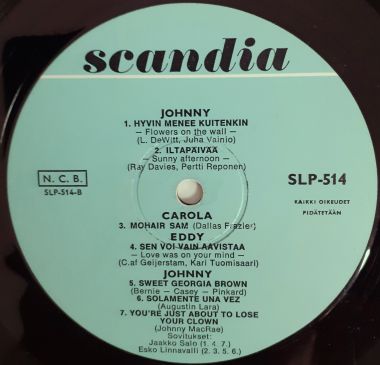 scandia
JOHNNY
1. HYVIN MENEE KUITENKIN
— Flowers on the wall —
(L. DeWitt, Juha Vainio)
2. ILTAPÄIVÄÄ
— Sunny afternoon —
(Ray Davies, Pertti Reponen)
N.C.B.
SLP-514-B
SLP-514
KAIKKI OIKEUDET
PIDÄTETÄÄN
CAROLA
3. MOHAIR SAM (Dallas Frazier)
EDDY
4. SEN VOI VAIN AAVISTAA
— Love was on your mind —
(C.af Geijerstam, Kari Tuomisaari)
JOHNNY
5. SWEET GEORGIA BROWN
(Bernie — Casey — Pinkard)
6. SOLAMENTE UNA VEZ
(Augustin Lara)
7. YOU'RE JUST ABOUT TO LOSE
YOUR CLOWN
(Johnny MacRae)
Sovitukset:
Jaakko Salo (1. 4. 7.)
Esko Linnavalli (2. 3. 5. 6.)